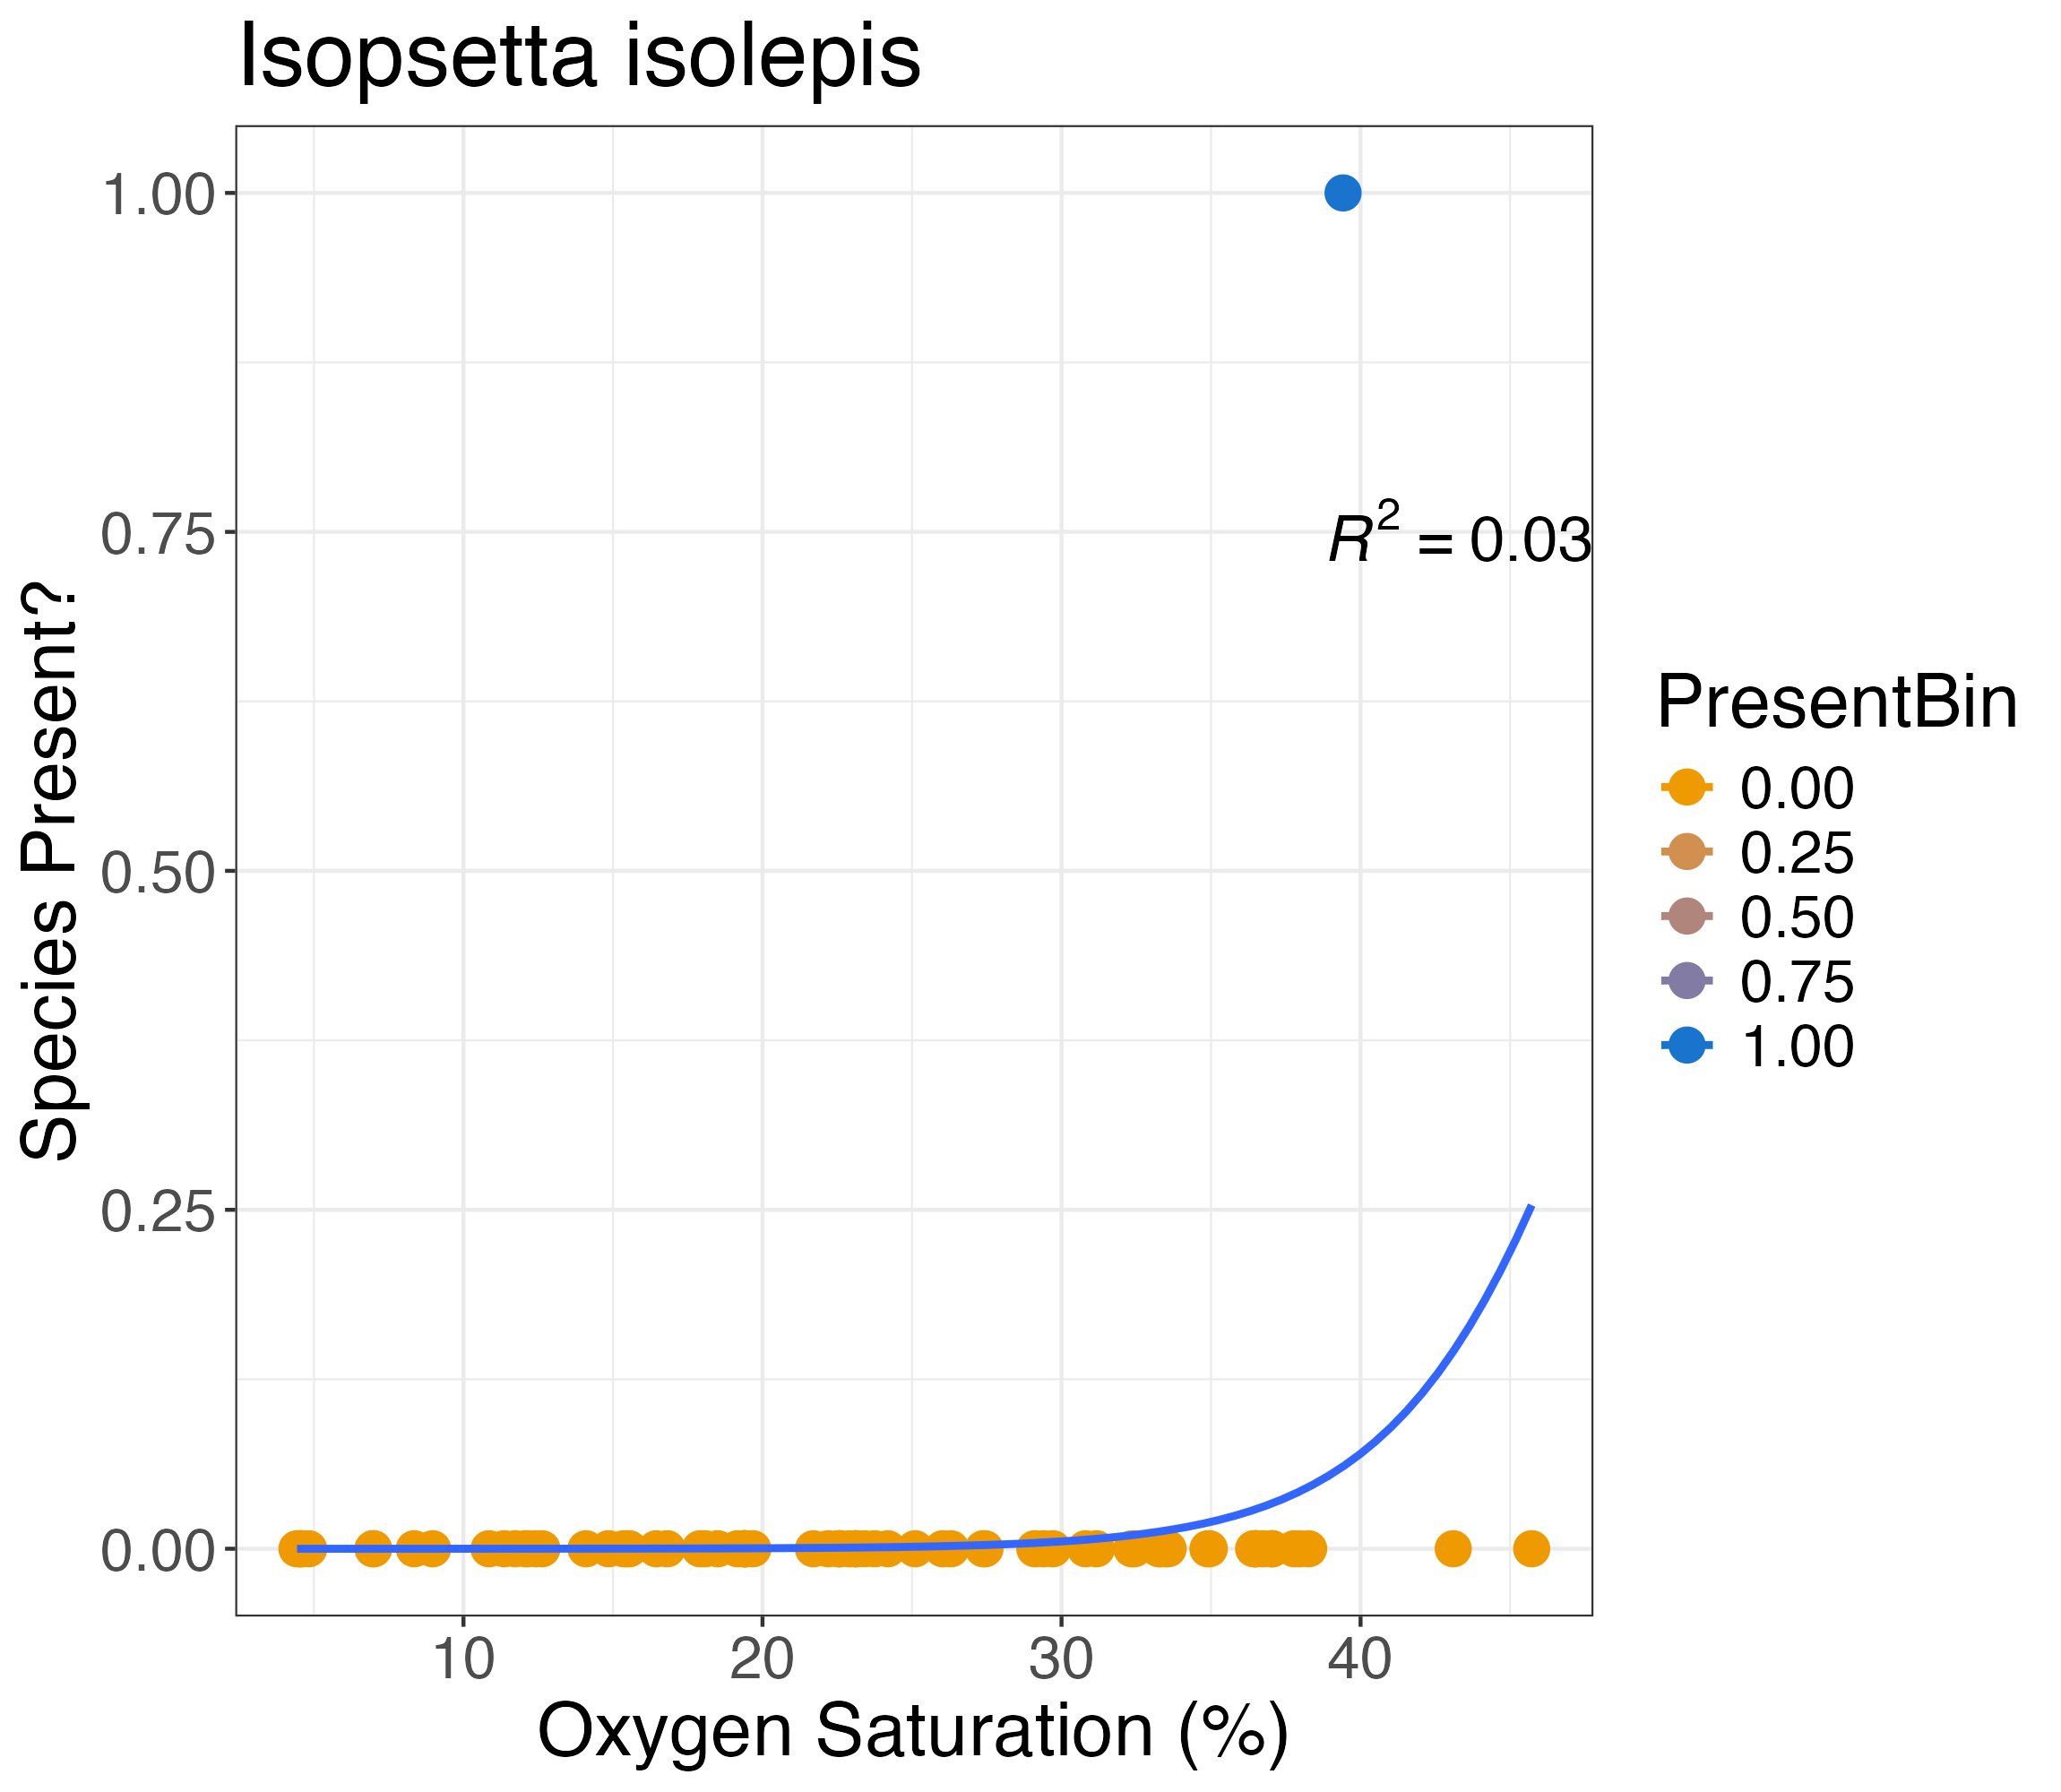 Isopsetta isolepis
1.00
0.75
0.50
0.25
0.00
Species Present?
R² = 0.03
10 20 30 40
Oxygen Saturation (%)
PresentBin
0.00
0.25
0.50
0.75
1.00